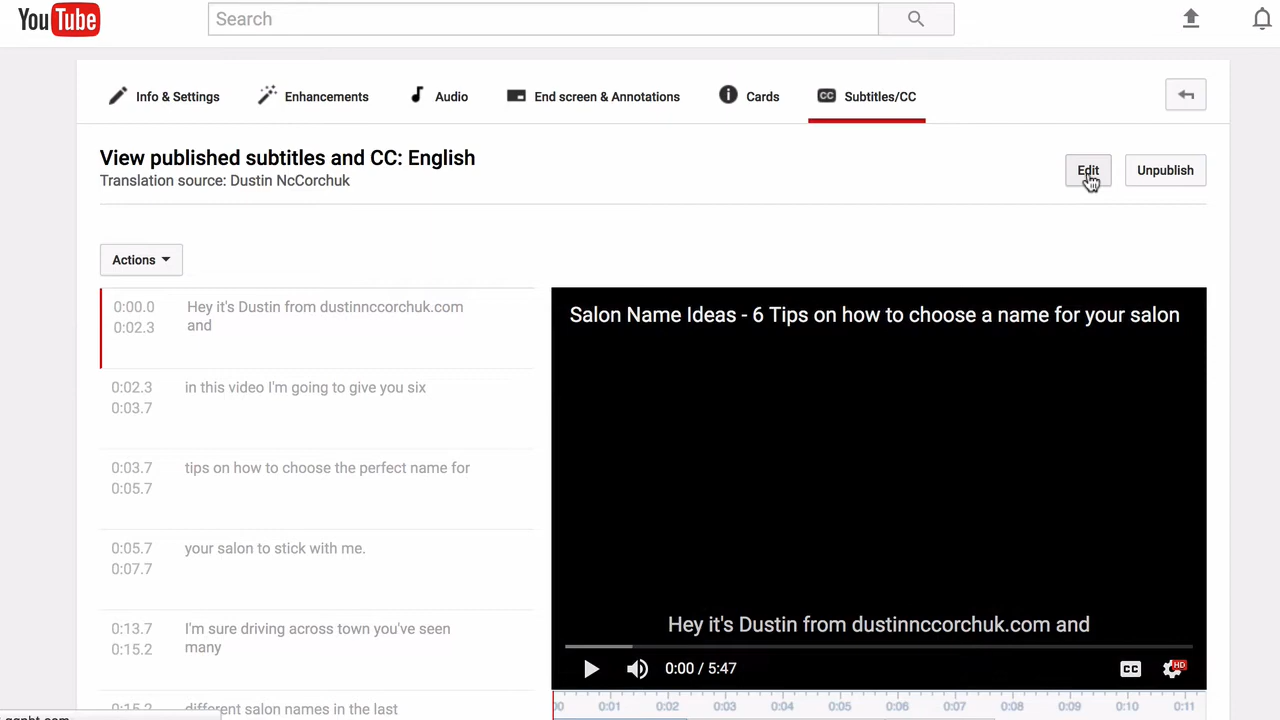 YouTube
Search
Info & Settings
Enhancements
Audio
End screen & Annotations
Cards
CC
Subtitles/CC
View published subtitles and CC: English
Translation source: Dustin NcCorchuk
Edit
Unpublish
Actions
0:00.0
0:02.3
Hey it's Dustin from dustinnccorchuk.com
and
0:02.3
0:03.7
in this video I'm going to give you six
0:03.7
0:05.7
tips on how to choose the perfect name for
0:05.7
0:07.7
your salon to stick with me.
0:13.7
0:15.2
I'm sure driving across town you've seen
many
0:15.2
different salon names in the last
Salon Name Ideas - 6 Tips on how to choose a name for your salon
Hey it's Dustin from dustinnccorchuk.com and
0:00 / 5:47
CC
HD
0:01 0:02 0:03 0:04 0:05 0:06 0:07 0:08 0:09 0:10 0:11